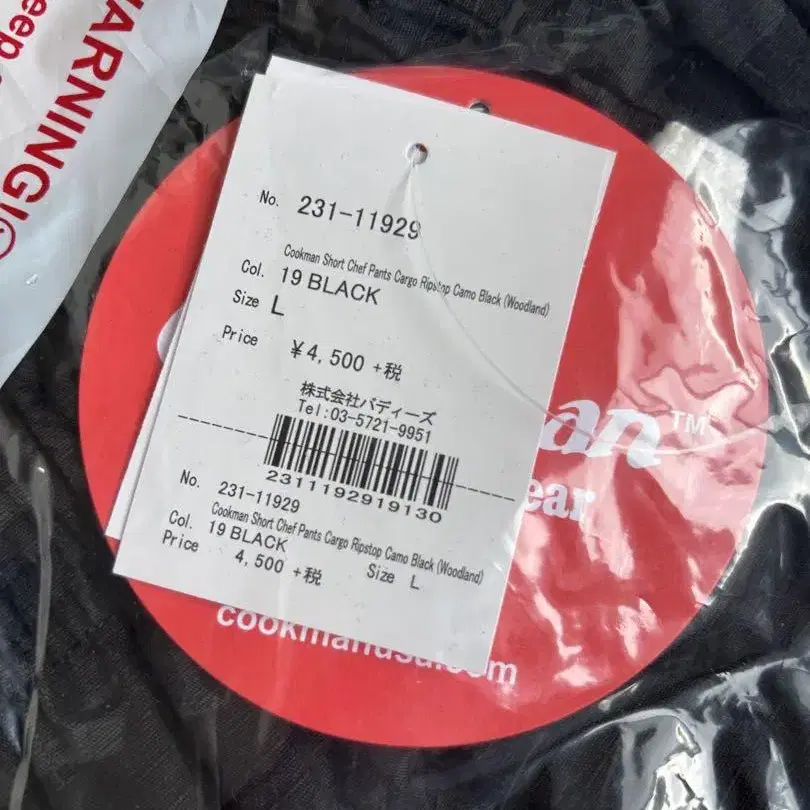 WARNING!
No. 231-11929
Cookman Short Chef Pants Cargo Ripstop Camo Black (Woodland)
Col. 19 BLACK
Size L
Price ¥4,500 +税
株式会社バディーズ
Tel:03-5721-9951
2311192919130
No. 231-11929
Cookman Short Chef Pants Cargo Ripstop Camo Black (Woodland)
Col. 19 BLACK
Price 4,500 +税 Size L
an™
ear
cookmanusa.com